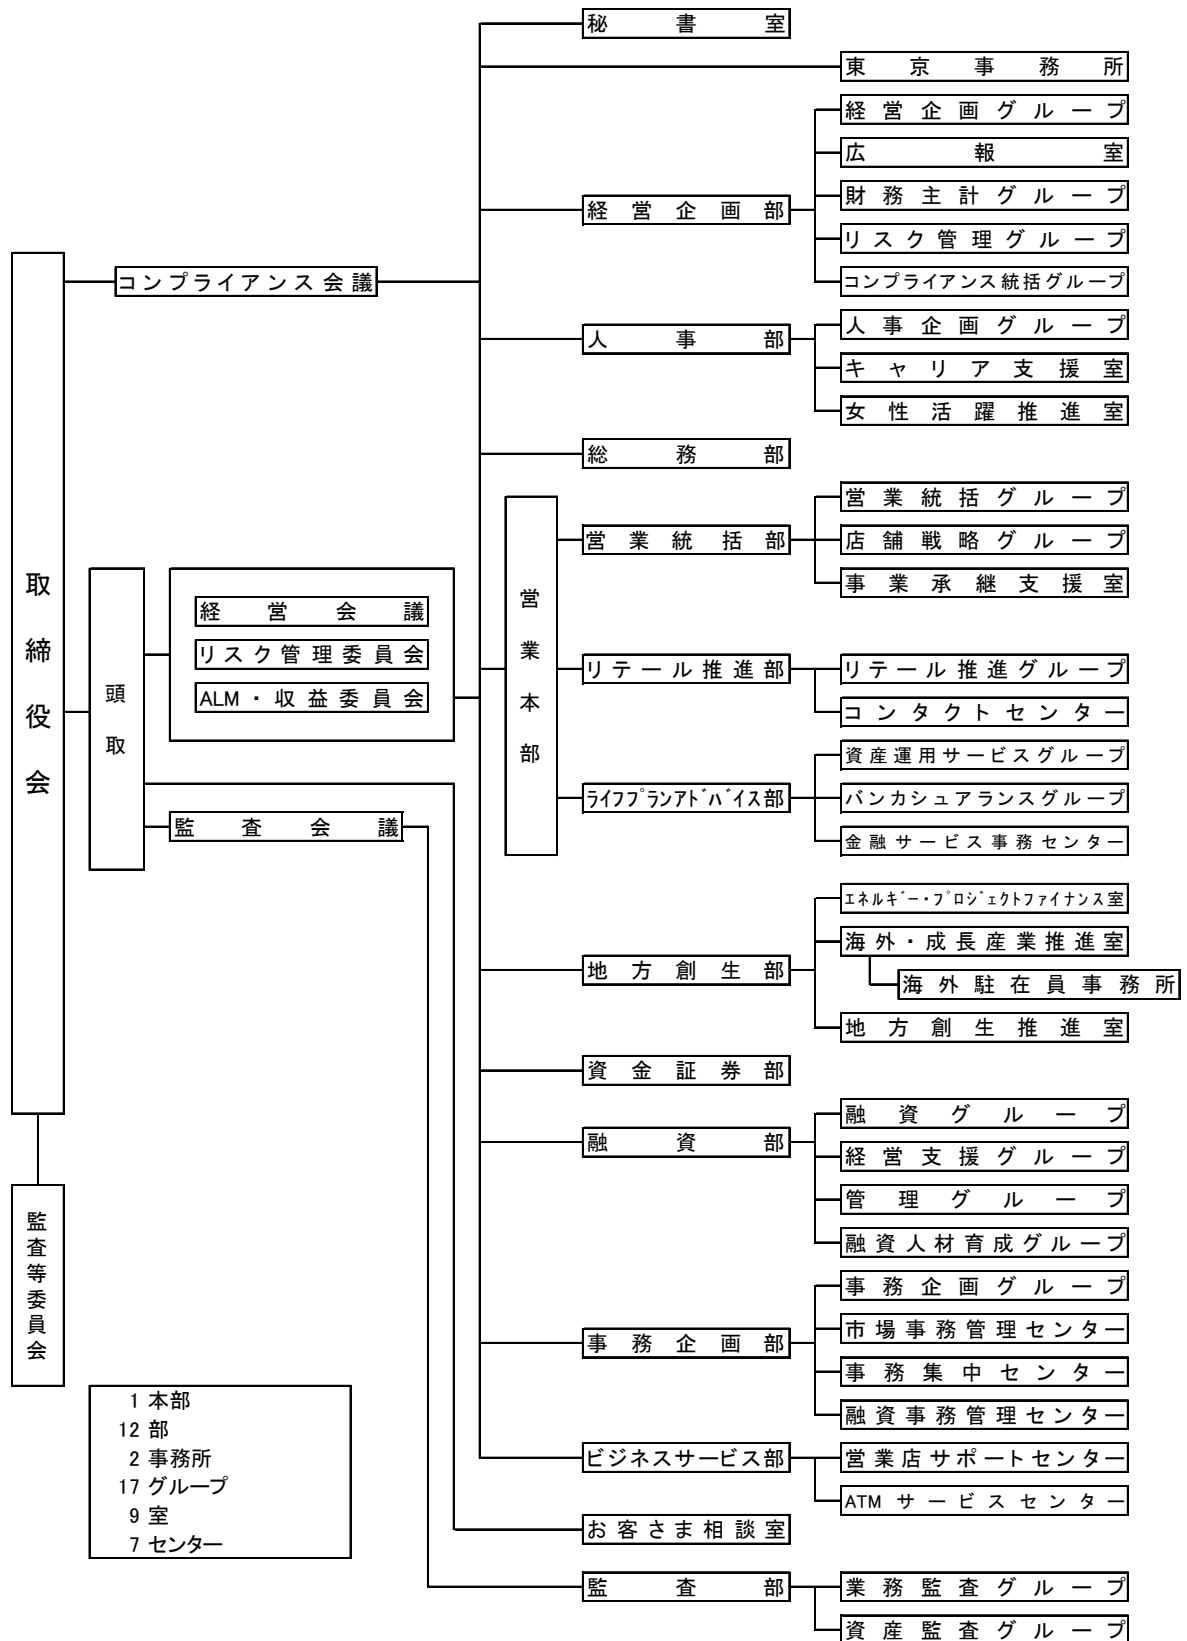 秘書室
東京事務所
経営企画グループ
広報室
財務主計グループ
経営企画部
リスク管理グループ
コンプライアンス会議
コンプライアンス統括グループ
人事企画グループ
人事部
キャリア支援室
女性活躍推進室
総務部
営業統括グループ
営業統括部
店舗戦略グループ
事業承継支援室
取締役会
頭取
経営会議
リスク管理委員会
ALM・収益委員会
営業本部
リテール推進部
リテール推進グループ
コンタクトセンター
資産運用サービスグループ
ライフプランアドバイス部
バンカシュアランスグループ
監査会議
金融サービス事務センター
エネルギー・プロジェクトファイナンス室
海外・成長産業推進室
地方創生部
海外駐在員事務所
地方創生推進室
資金証券部
融資グループ
融資部
経営支援グループ
管理グループ
融資人材育成グループ
監査等委員会
事務企画グループ
市場事務管理センター
事務企画部
事務集中センター
融資事務管理センター
ビジネスサービス部
営業店サポートセンター
ATMサービスセンター
お客さま相談室
監査部
業務監査グループ
資産監査グループ
1 本部
12 部
2 事務所
17 グループ
9 室
7 センター